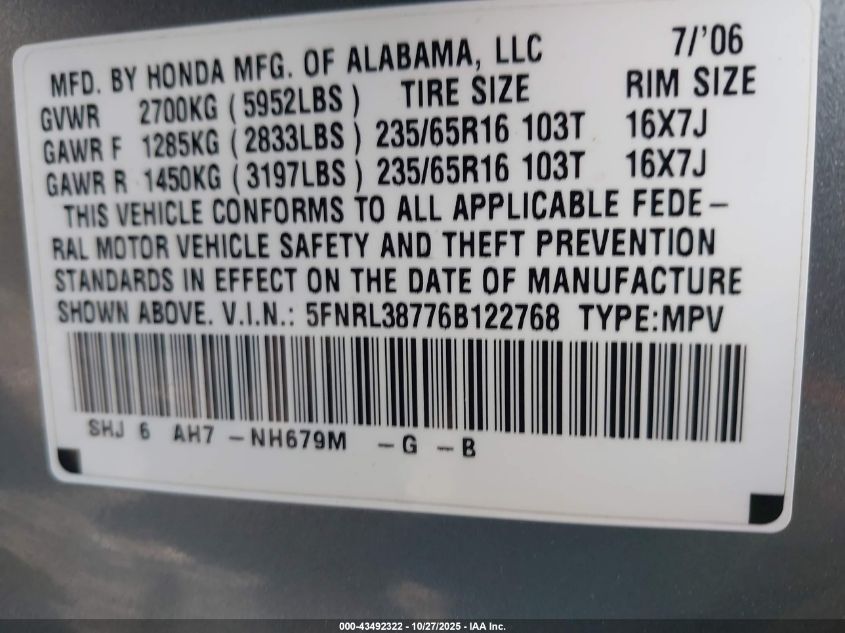 MFD. BY HONDA MFG. OF ALABAMA, LLC 7/'06
GVWR 2700KG (5952LBS) TIRE SIZE RIM SIZE
GAWR F 1285KG (2833LBS) 235/65R16 103T 16X7J
GAWR R 1450KG (3197LBS) 235/65R16 103T 16X7J
THIS VEHICLE CONFORMS TO ALL APPLICABLE FEDE-
RAL MOTOR VEHICLE SAFETY AND THEFT PREVENTION
STANDARDS IN EFFECT ON THE DATE OF MANUFACTURE
SHOWN ABOVE. V.I.N.: 5FNRL38776B122768 TYPE:MPV
SHJ 6 AH7 -NH679M -G -B
000-43492322 - 10/27/2025 - IAA Inc.